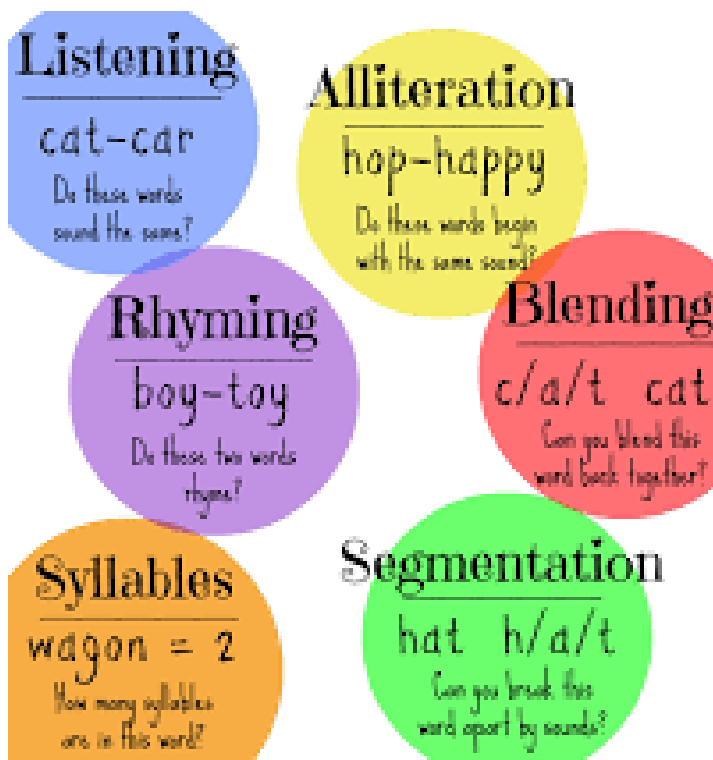 Listening
cat-car
Do these words
sound the same?
Alliteration
hop-happy
Do these words begin
with the same sound?
Rhyming
boy-toy
Do these two words
rhyme?
Blending
c/a/t cat
Can you blend this
word back together?
Syllables
wagon = 2
How many syllables
are in this word?
Segmentation
hat h/a/t
Can you break this
word apart by sounds?